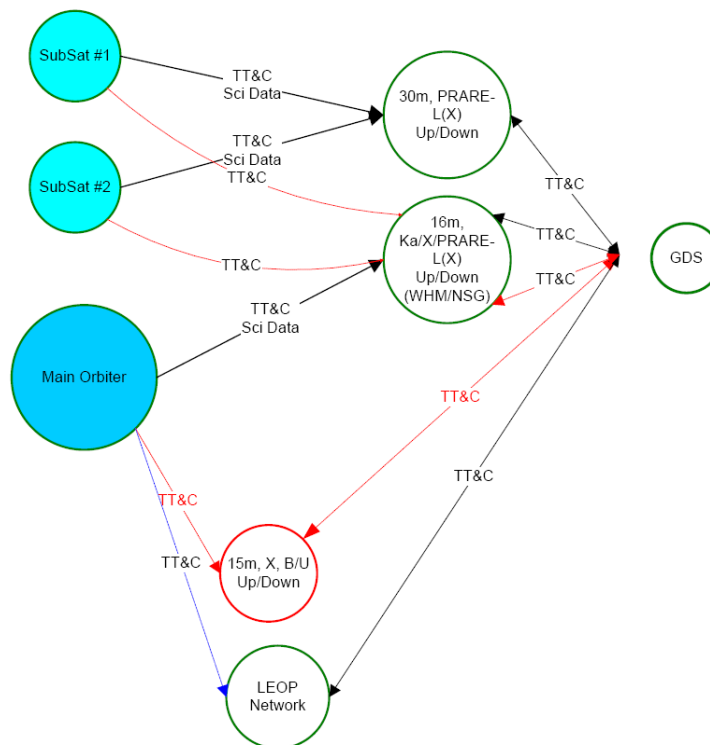 SubSat #1
TT&C
Sci Data
30m, PRARE-
L(X)
Up/Down
TT&C
Sci Data
SubSat #2
TT&C
TT&C
16m,
Ka/X/PRARE-
L(X)
Up/Down
(WHM/NSG)
TT&C
TT&C
TT&C
GDS
TT&C
Sci Data
Main Orbiter
TT&C
TT&C
TT&C
TT&C
15m, X, B/U
Up/Down
LEOP
Network